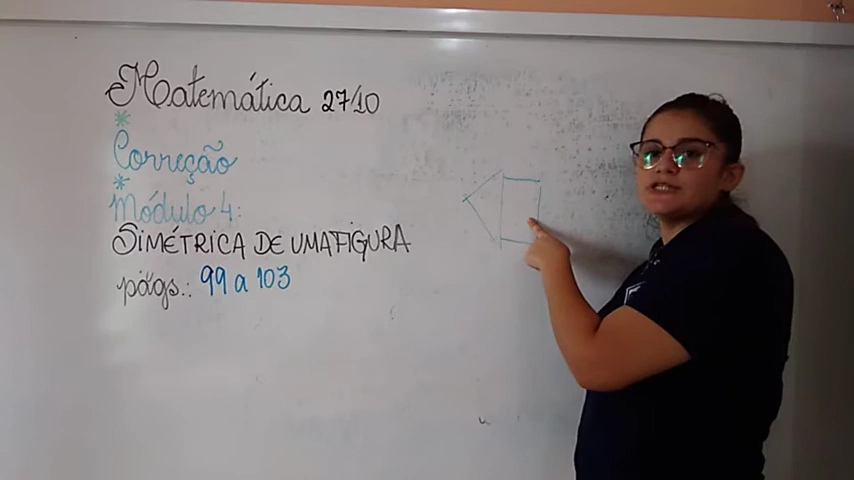 Matemática 27/10
Correção
Módulo 4:
SIMÉTRICA DE UMA FIGURA
págs.: 99 a 103